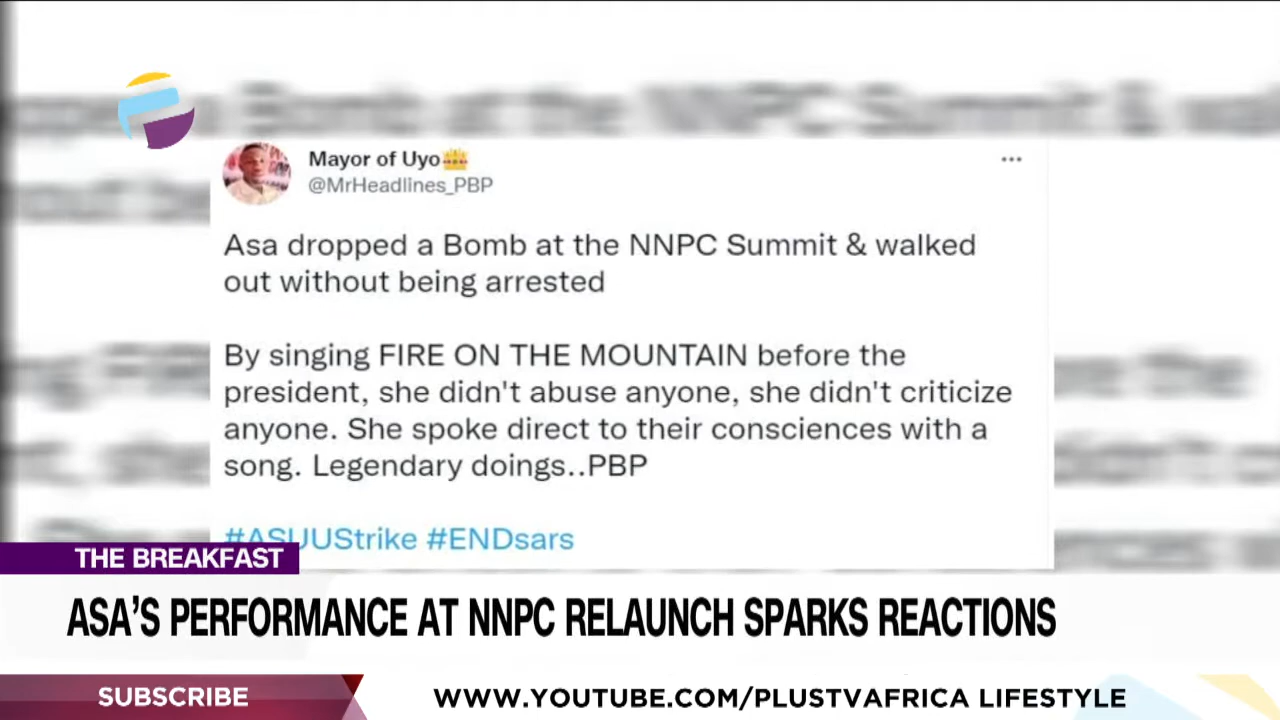 Mayor of Uyo
@MrHeadlines_PBP
Asa dropped a Bomb at the NNPC Summit & walked
out without being arrested
By singing FIRE ON THE MOUNTAIN before the
president, she didn't abuse anyone, she didn't criticize
anyone. She spoke direct to their consciences with a
song. Legendary doings..PBP
#ASUUStrike #ENDsars
THE BREAKFAST
ASA'S PERFORMANCE AT NNPC RELAUNCH SPARKS REACTIONS
SUBSCRIBE
WWW.YOUTUBE.COM/PLUSTVAFRICA LIFESTYLE